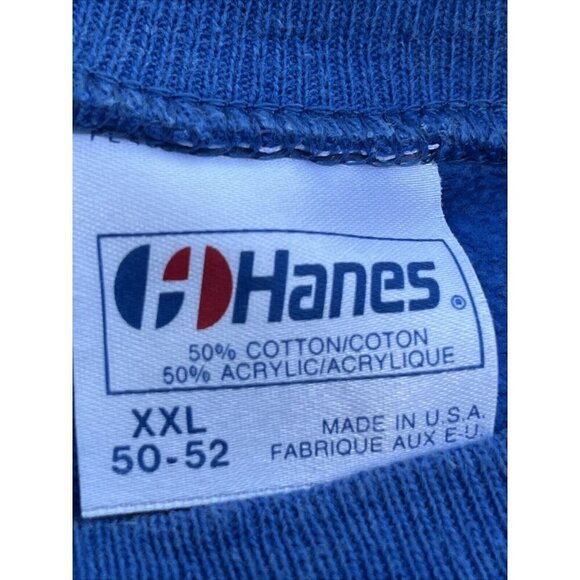 Hanes®
50% COTTON/COTON
50% ACRYLIC/ACRYLIQUE
XXL
50-52
MADE IN U.S.A.
FABRIQUE AUX E-U